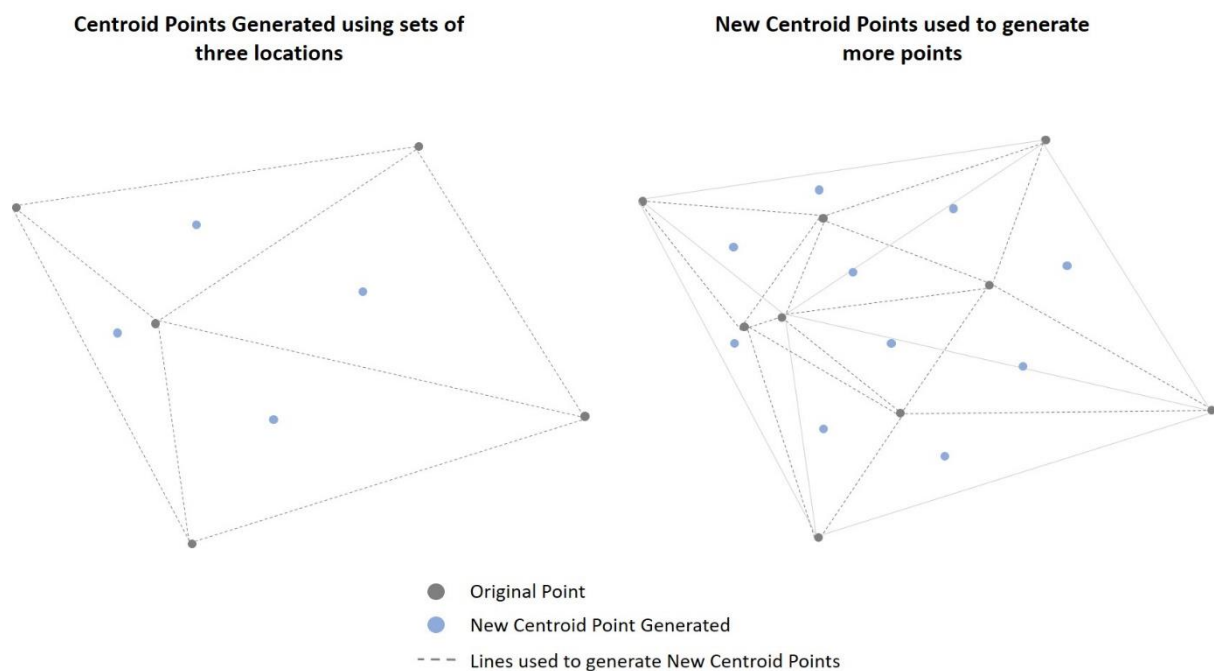 Centroid Points Generated using sets of
three locations
New Centroid Points used to generate
more points
Original Point
New Centroid Point Generated
Lines used to generate New Centroid Points